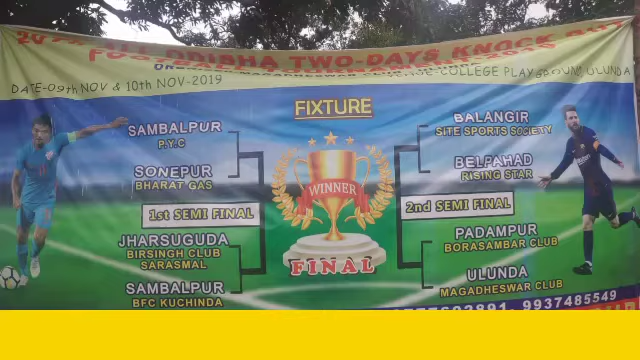 ALL ODISHA TWO-DAYS KNOCK
COLLEGE PLAYGROUND ULUNDA
DATE-09th NOV & 10th NOV-2019
FIXTURE
SAMBALPUR
P.Y.C
SONEPUR
BHARAT GAS
1st SEMI FINAL
JHARSUGUDA
BIRSINGH CLUB
SARASMAL
SAMBALPUR
BFC KUCHINDA
WINNER
FINAL
BALANGIR
SITE SPORTS SOCIETY
BELPAHAD
RISING STAR
2nd SEMI FINAL
PADAMPUR
BORASAMBAR CLUB
ULUNDA
MAGADHESWAR CLUB
9937485549